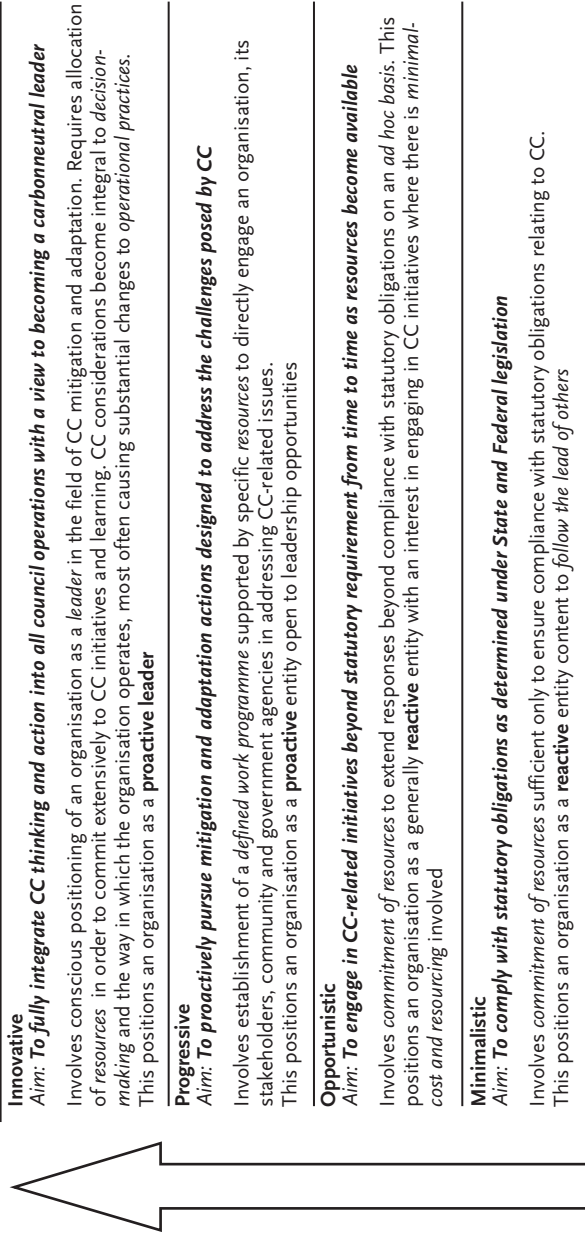 Innovative
Aim: To fully integrate CC thinking and action into all council operations with a view to becoming a carbonneutral leader
Involves conscious positioning of an organisation as a leader in the field of CC mitigation and adaptation. Requires allocation
of resources in order to commit extensively to CC initiatives and learning. CC considerations become integral to decision-
making and the way in which the organisation operates, most often causing substantial changes to operational practices.
This positions an organisation as a proactive leader
Progressive
Aim: To proactively pursue mitigation and adaptation actions designed to address the challenges posed by CC
Involves establishment of a defined work programme supported by specific resources to directly engage an organisation, its
stakeholders, community and government agencies in addressing CC-related issues.
This positions an organisation as a proactive entity open to leadership opportunities
Opportunistic
Aim: To engage in CC-related initiatives beyond statutory requirement from time to time as resources become available
Involves commitment of resources to extend responses beyond compliance with statutory obligations on an ad hoc basis. This
positions an organisation as a generally reactive entity with an interest in engaging in CC initiatives where there is minimal-
cost and resourcing involved
Minimalistic
Aim: To comply with statutory obligations as determined under State and Federal legislation
Involves commitment of resources sufficient only to ensure compliance with statutory obligations relating to CC.
This positions an organisation as a reactive entity content to follow the lead of others